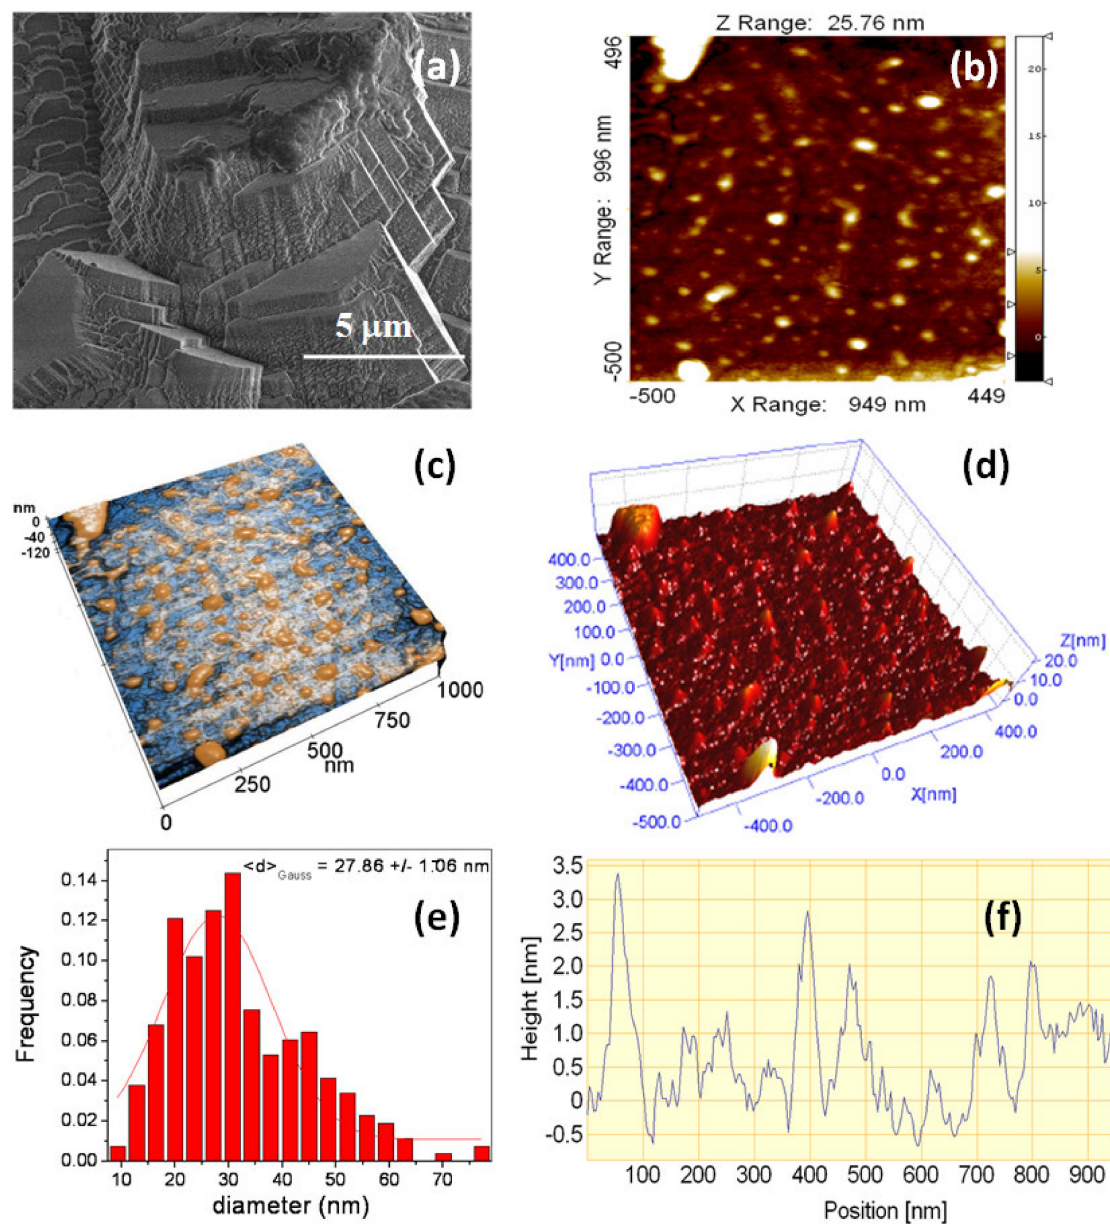 (a)
5 µm
Z Range: 25.76 nm
(b)
496
Y Range: 996 nm
-500
-500
X Range: 949 nm
449
20
15
10
5
0
(c)
nm
0
-40
-120
0
250
500
nm
750
1000
(d)
400.0
300.0
200.0
100.0
Y[nm] 0.0
-100.0
-200.0
-300.0
-400.0
-500.0
-400.0
-200.0
0.0
X[nm]
200.0
400.0
Z[nm]
20.0
10.0
0.0
<d>Gauss = 27.86 +/- 1.06 nm
(e)
Frequency
0.14
0.12
0.10
0.08
0.06
0.04
0.02
0.00
10 20 30 40 50 60 70
diameter (nm)
(f)
Height [nm]
3.5
3.0
2.5
2.0
1.5
1.0
0.5
0
-0.5
100 200 300 400 500 600 700 800 900
Position [nm]